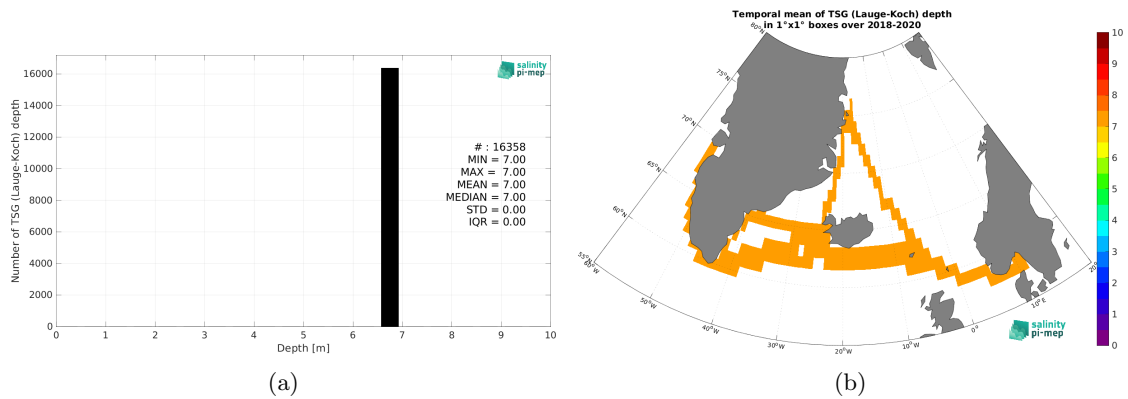 Number of TSG (Lauge-Koch) depth
16000
14000
12000
10000
8000
6000
4000
2000
0
0 1 2 3 4 5 6 7 8 9 10
Depth [m]
salinity
pi-mep
# : 16358
MIN = 7.00
MAX = 7.00
MEAN = 7.00
MEDIAN = 7.00
STD = 0.00
IQR = 0.00
(a)
Temporal mean of TSG (Lauge-Koch) depth
in 1°x1° boxes over 2018-2020
80°N
75°N
70°N
65°N
60°N
55°N
60°W
50°W
40°W
30°W
20°W
10°W
0°
10°E
20°
salinity
pi-mep
10
9
8
7
6
5
4
3
2
1
0
(b)